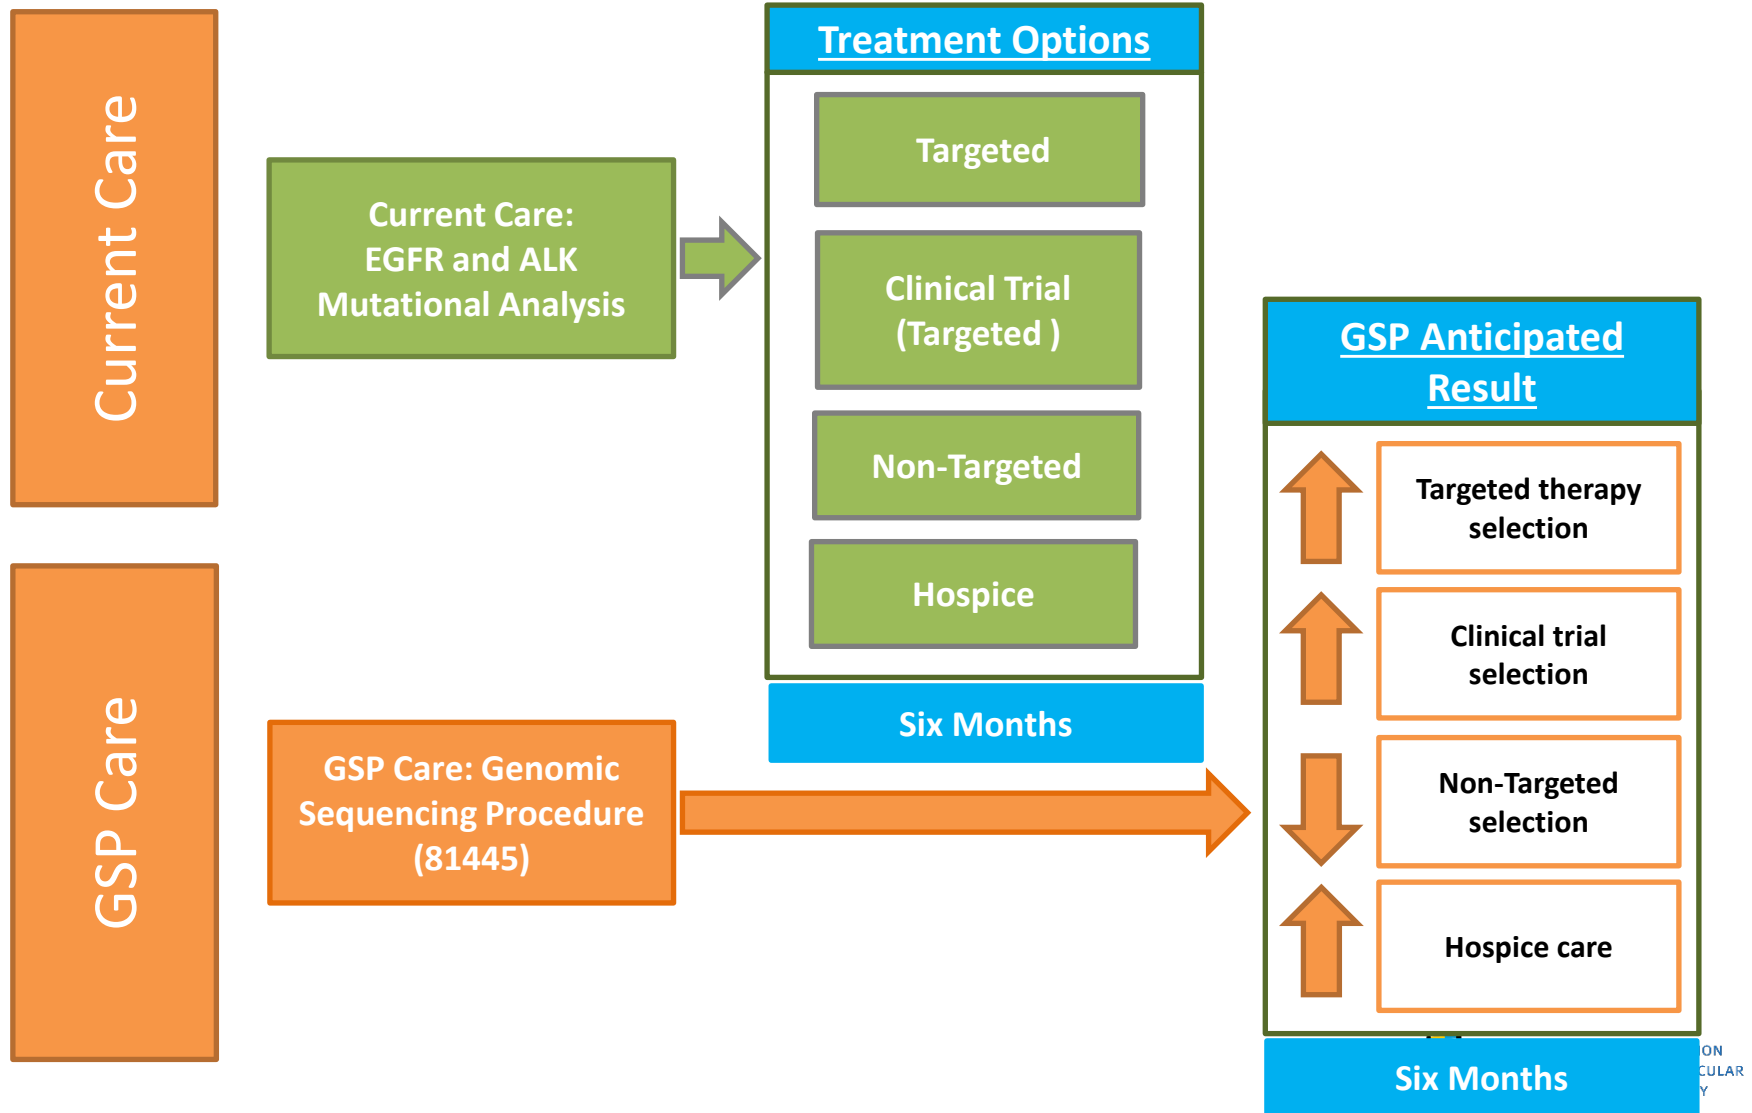 Current Care
Current Care:
EGFR and ALK
Mutational Analysis
Treatment Options
Targeted
Clinical Trial
(Targeted )
Non-Targeted
Hospice
Six Months
GSP Care
GSP Care: Genomic
Sequencing Procedure
(81445)
GSP Anticipated
Result
Targeted therapy
selection
Clinical trial
selection
Non-Targeted
selection
Hospice care
Six Months
ION
CULAR
Y